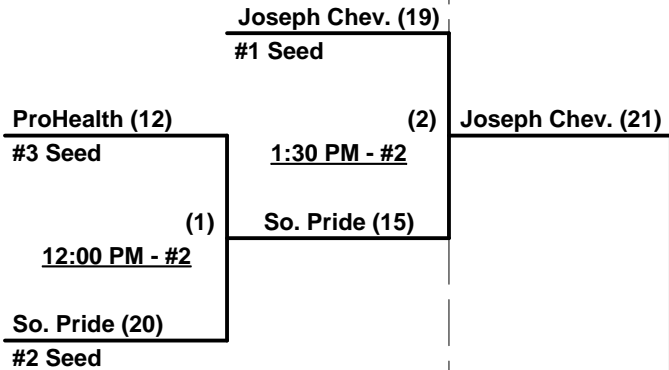 Joseph Chev. (19)
#1 Seed
ProHealth (12)
(2)
Joseph Chev. (21)
#3 Seed
1:30 PM - #2
(1)
So. Pride (15)
12:00 PM - #2
So. Pride (20)
#2 Seed